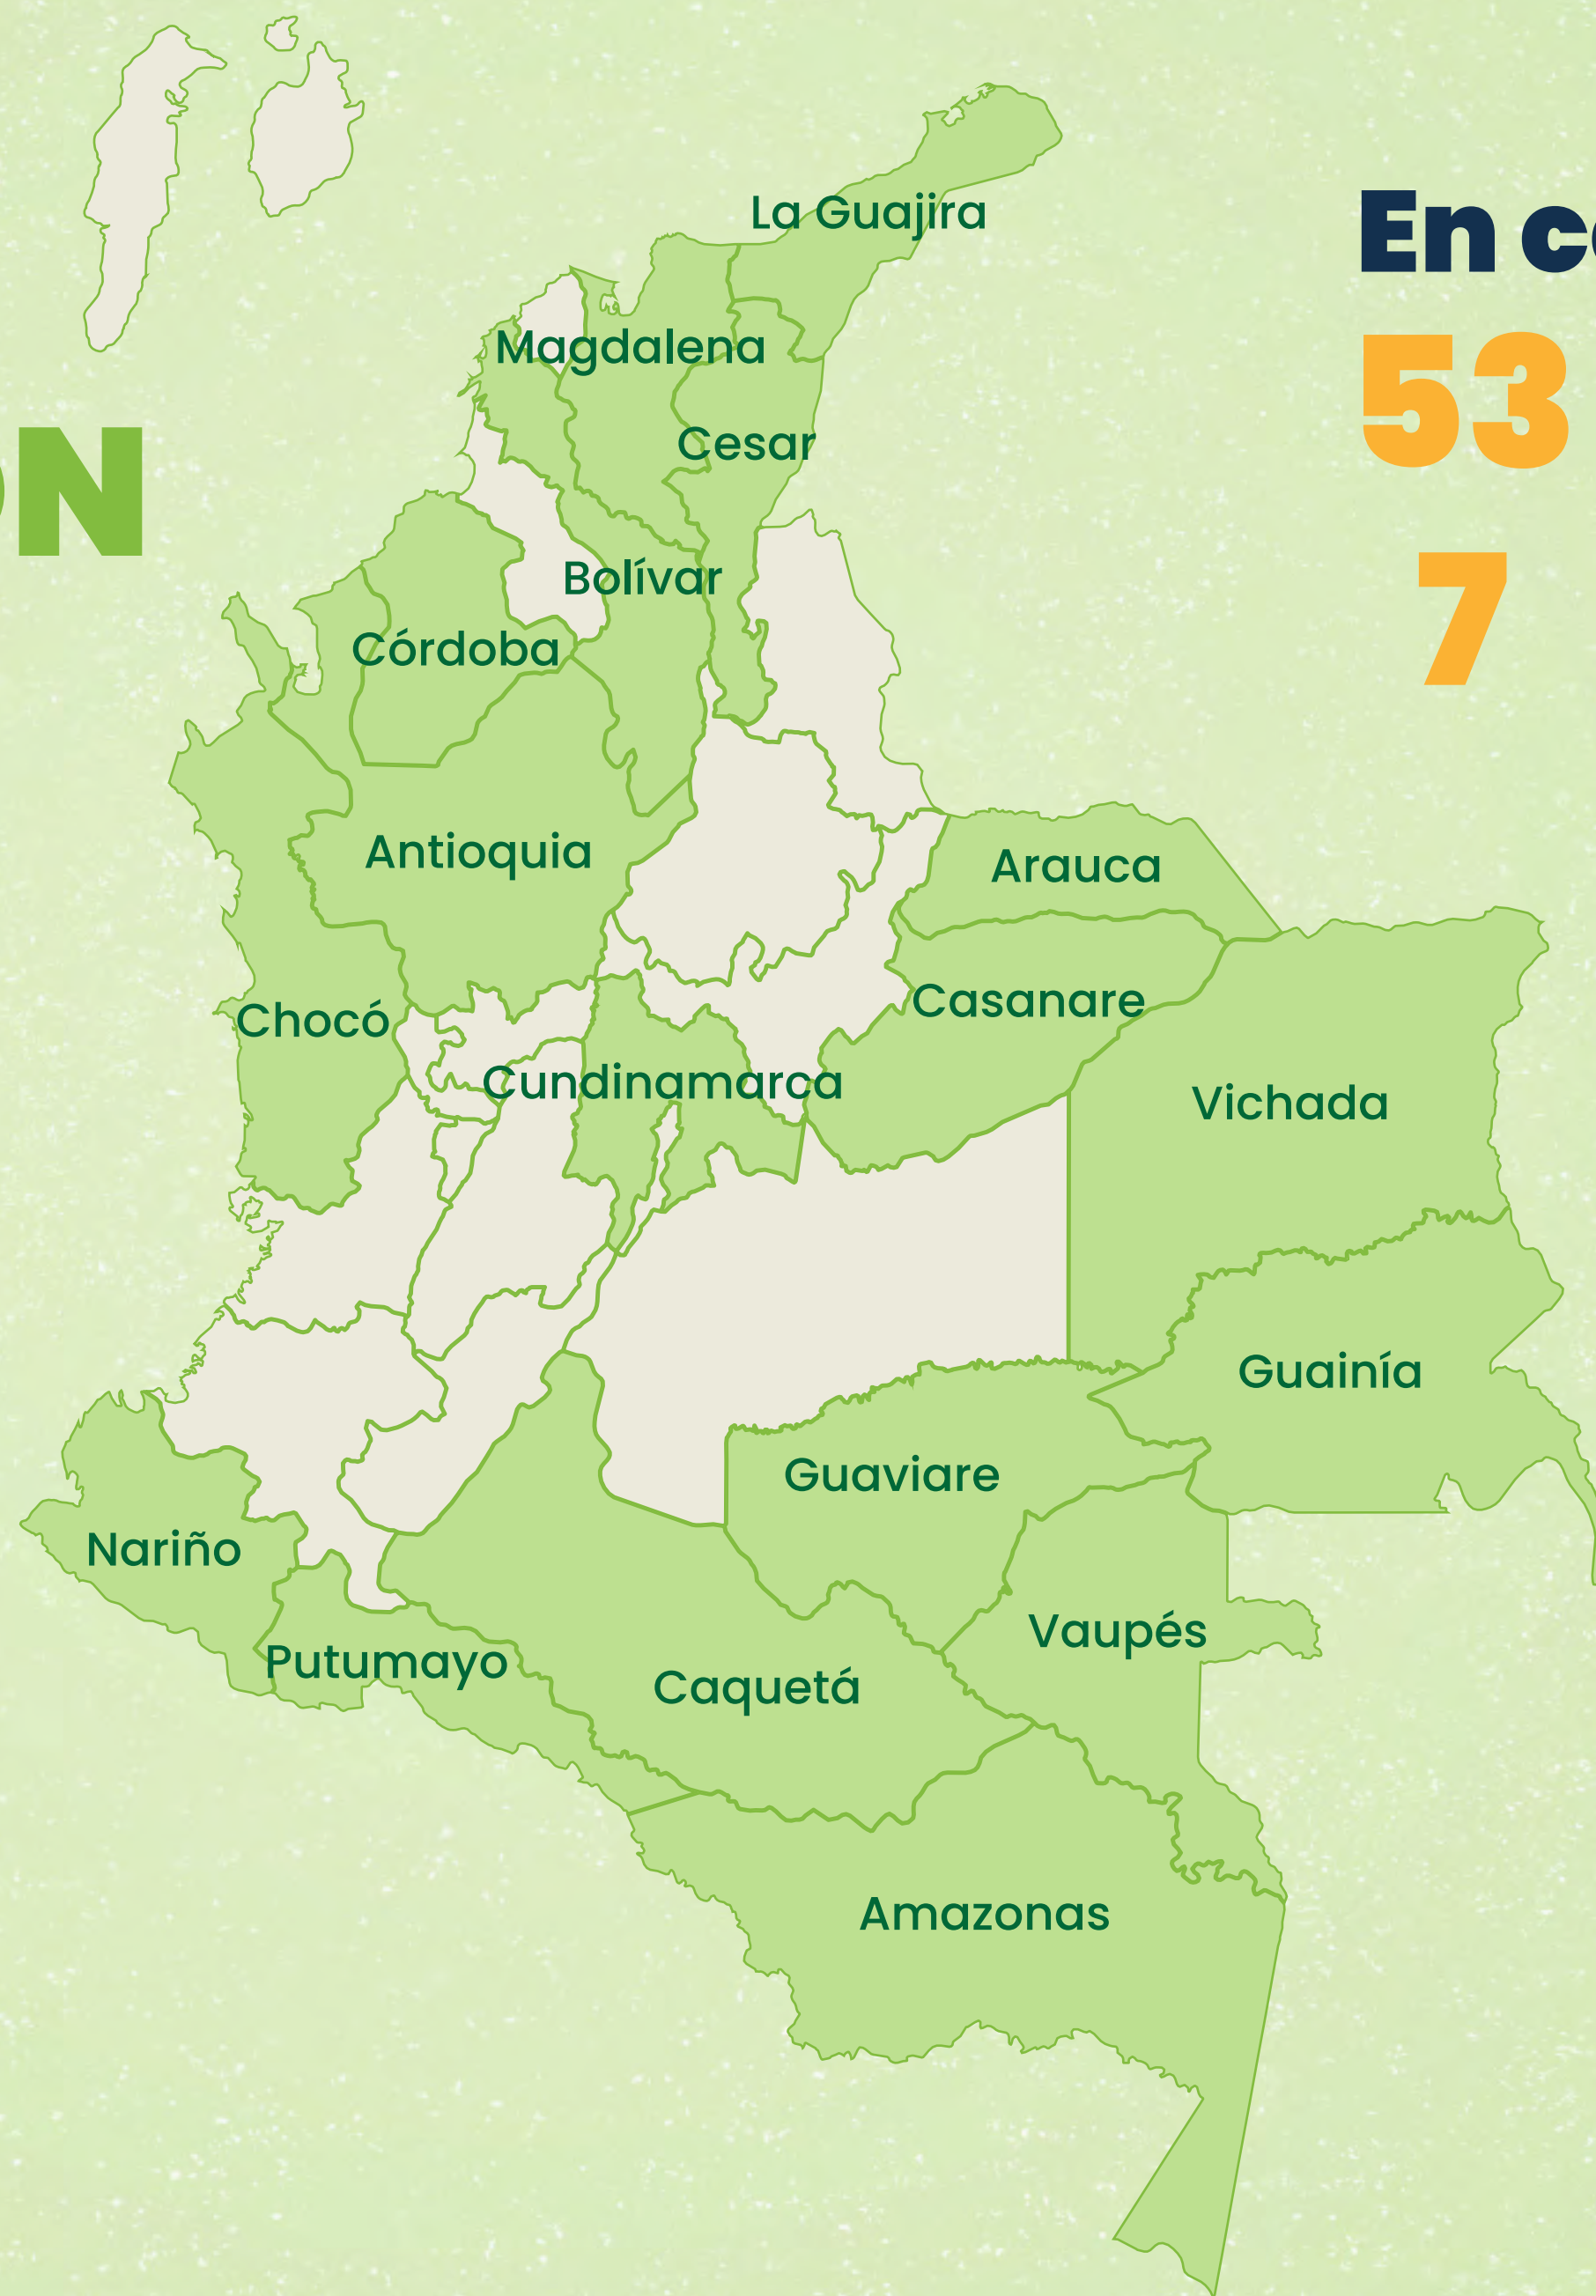 La Guajira
En c
53
7
Magdalena
Cesar
N
Bolívar
Córdoba
Antioquia
Arauca
Casanare
Chocó
Cundinamarca
Vichada
Guainía
Guaviare
Nariño
Vaupés
Putumayo
Caquetá
Amazonas